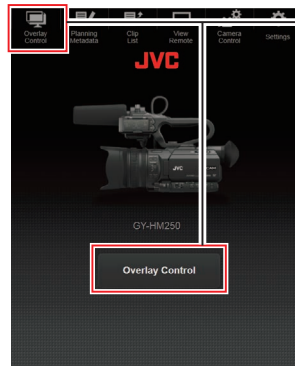 Overlay
Control
Planning
Metadata
Clip
List
View
Remote
Camera
Control
Settings
JVC
JVC
GY-HM250
Overlay Control